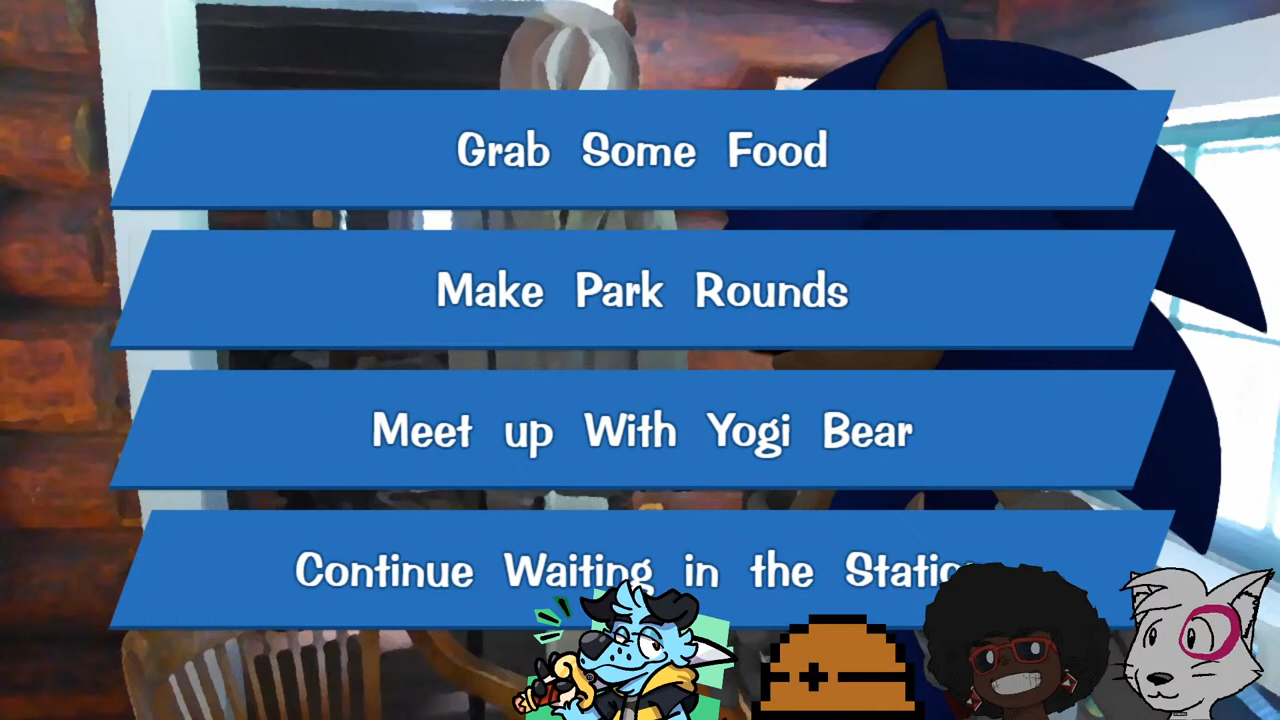 Grab Some Food
Make Park Rounds
Meet up With Yogi Bear
Continue Waiting in the